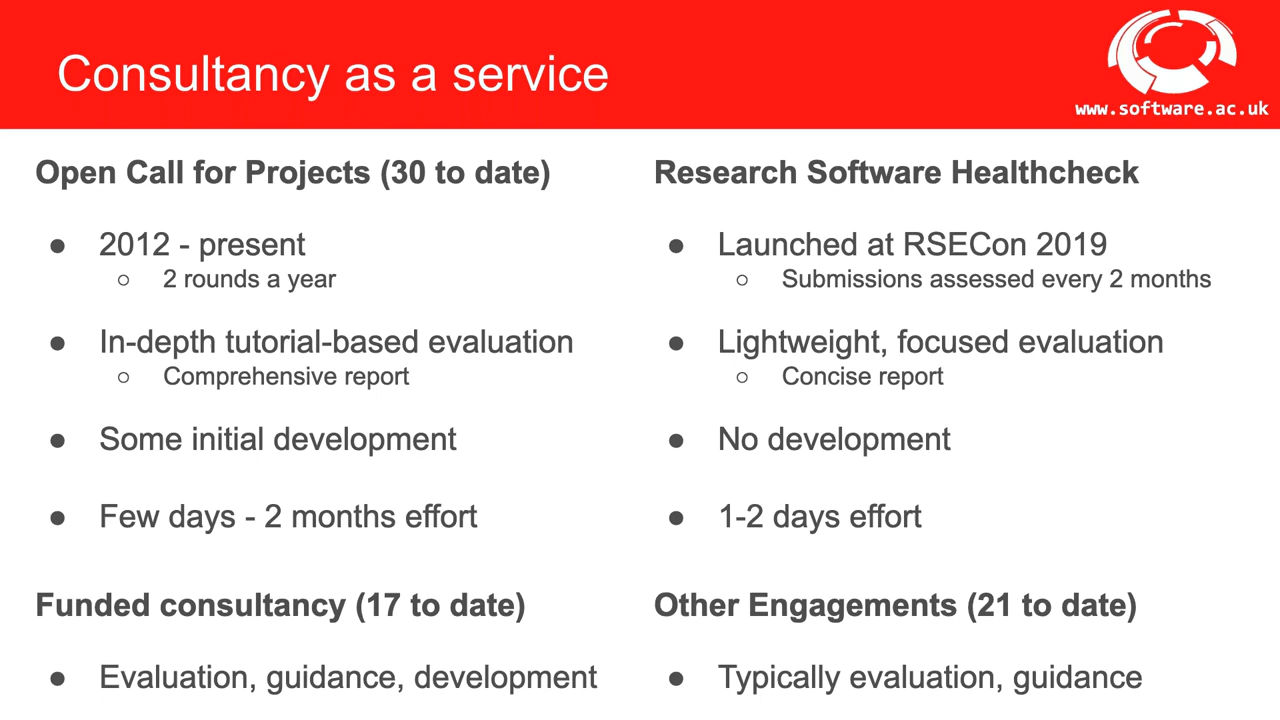 Consultancy as a service
www.software.ac.uk
Open Call for Projects (30 to date)
● 2012 - present
○ 2 rounds a year
● In-depth tutorial-based evaluation
○ Comprehensive report
● Some initial development
● Few days - 2 months effort
Funded consultancy (17 to date)
● Evaluation, guidance, development
Research Software Healthcheck
● Launched at RSECon 2019
○ Submissions assessed every 2 months
● Lightweight, focused evaluation
○ Concise report
● No development
● 1-2 days effort
Other Engagements (21 to date)
● Typically evaluation, guidance